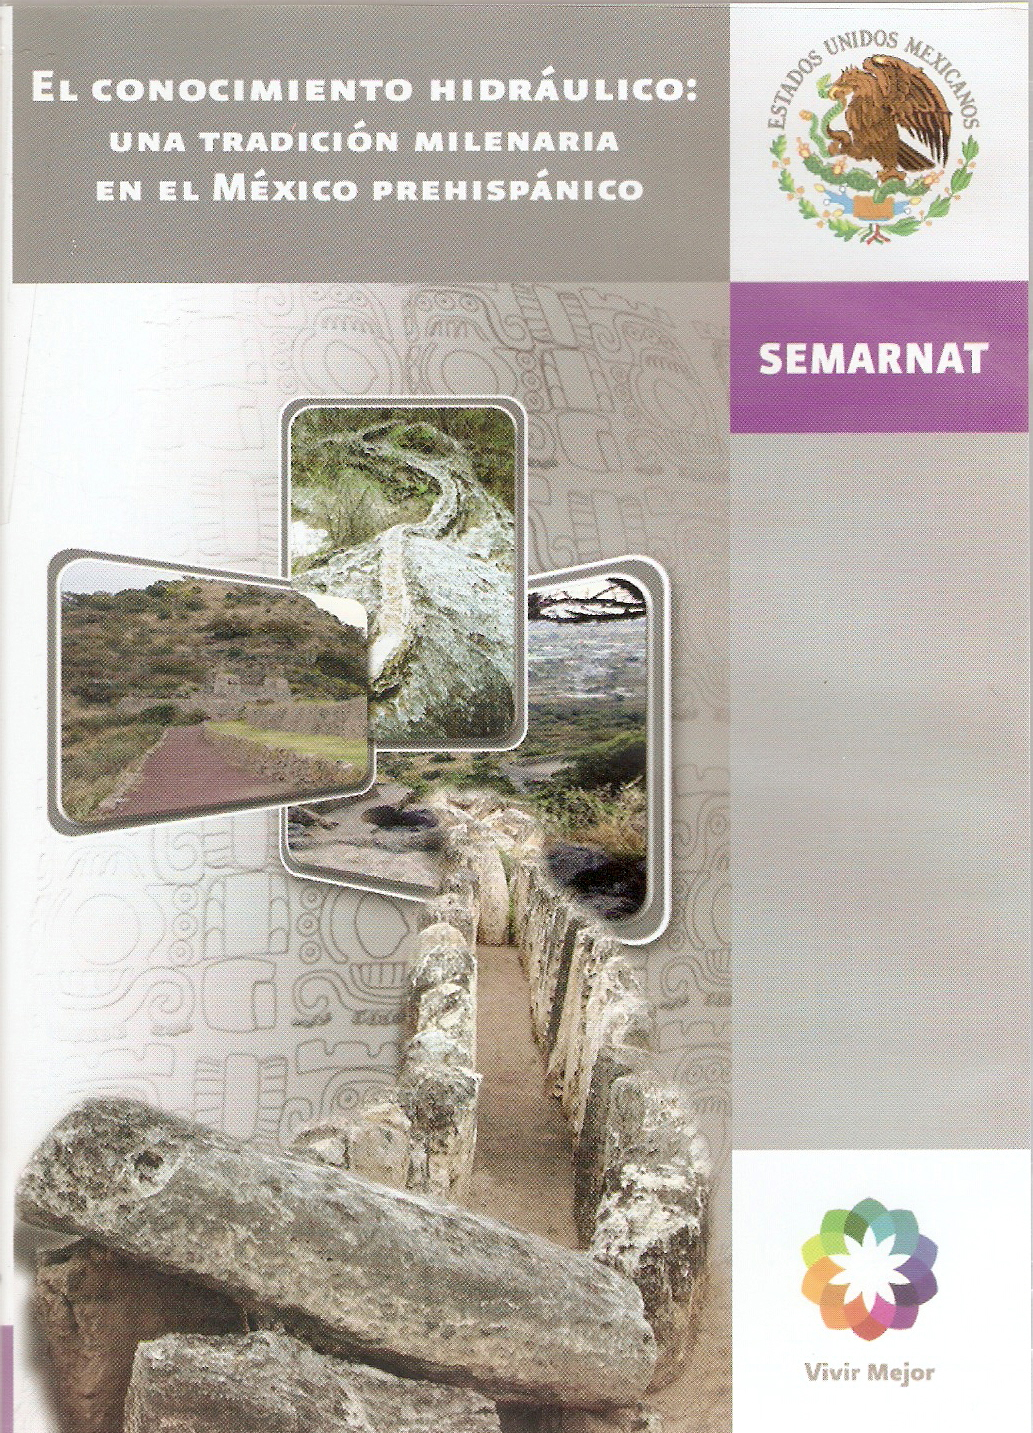 El conocimiento hidráulico:
una tradición milenaria
en el México prehispánico
ESTADOS UNIDOS MEXICANOS
SEMARNAT
Vivir Mejor